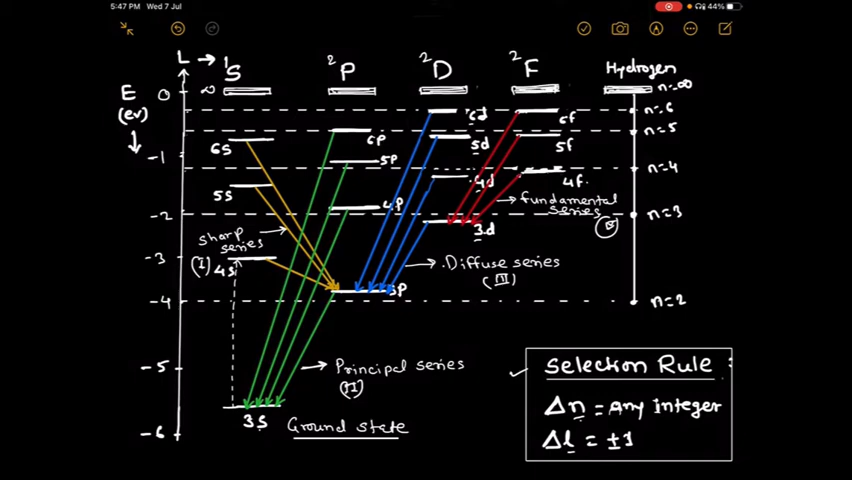 5:47 PM Wed 7 Jul
44%
L → ¹S ²P ²D ²F Hydrogen
E 0 ∞ n=∞
(ev) 6d 6f n=6
6p n=5
6s 5d 5f
-1 5p n=4
5s 4d 4f
-2 4p fundamental n=3
sharp 3d series
series
-3 (I) 4s Diffuse series
(III)
-4 3p n=2
-5 Principal series
(II)
3s Ground state
-6
Selection Rule :
Δn = any integer
Δl = ±1